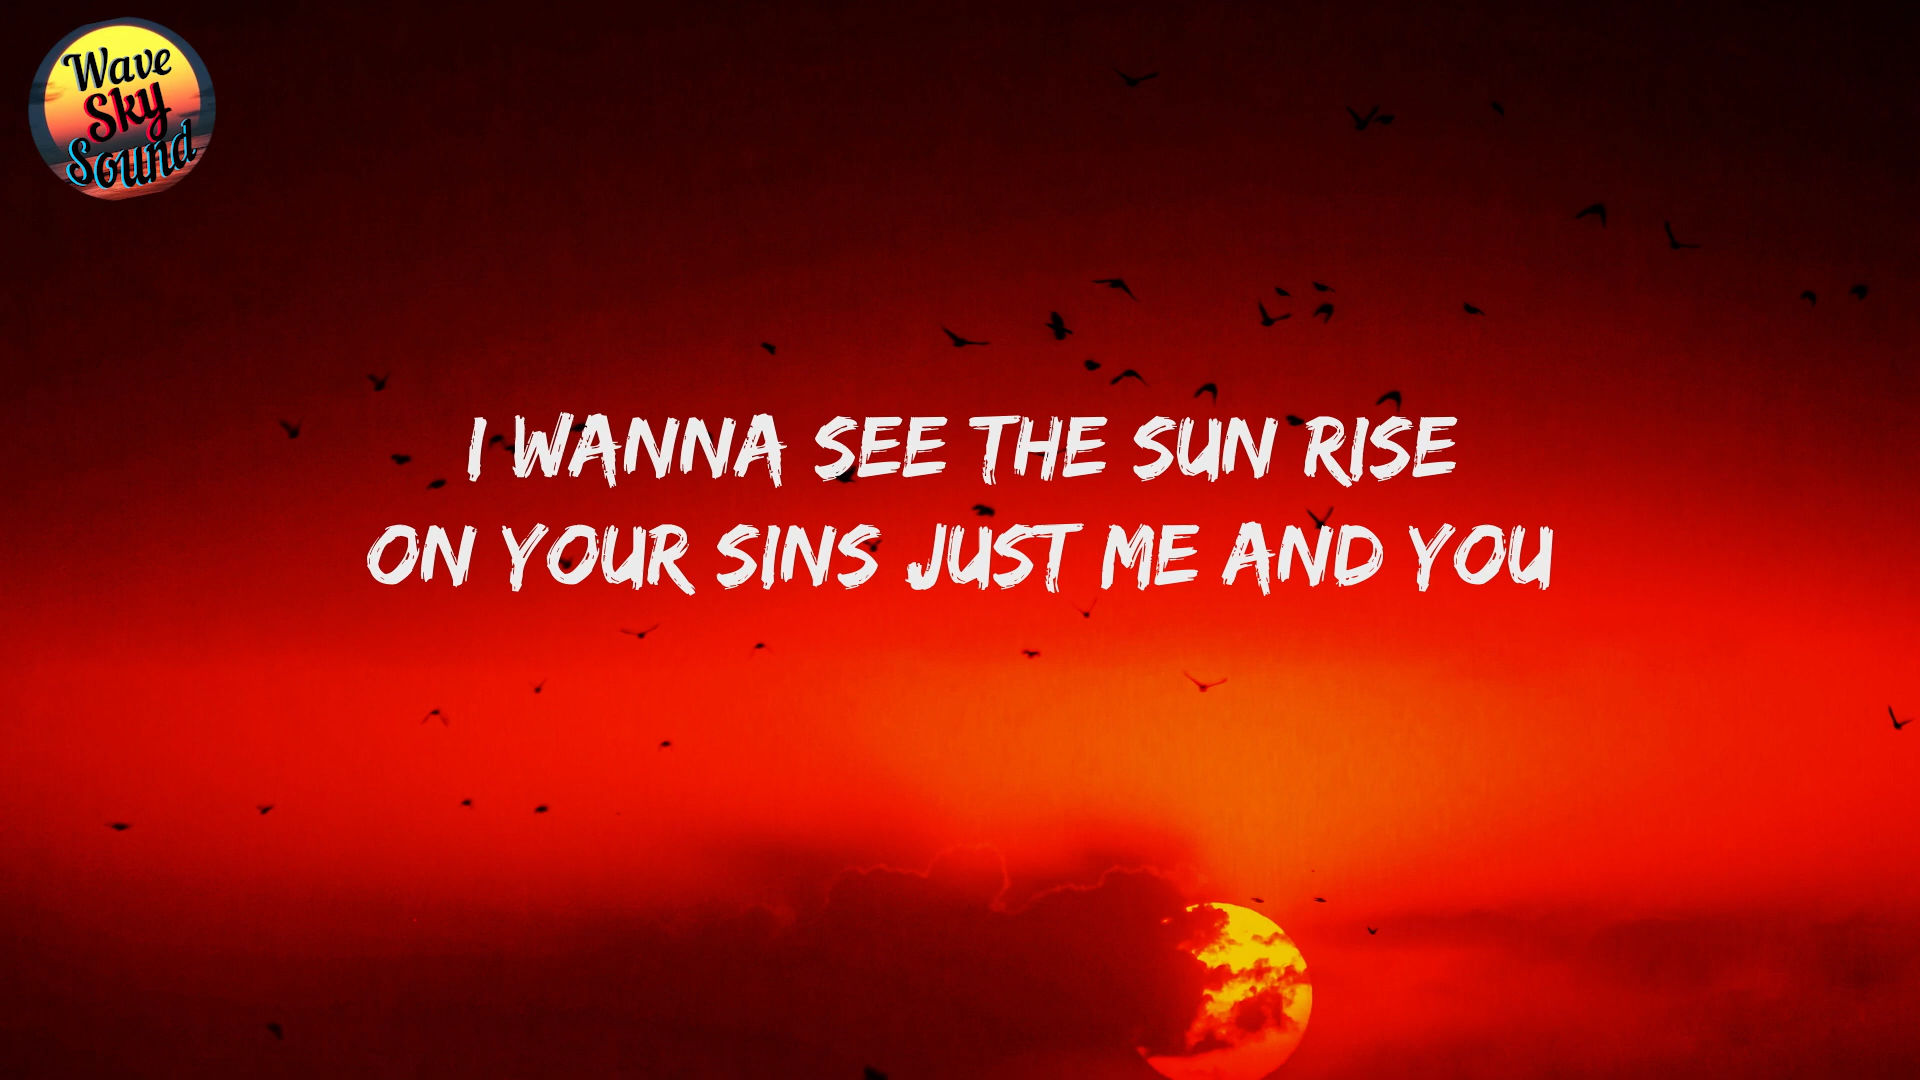 Wave
Sky
Sound
I WANNA SEE THE SUN RISE
ON YOUR SINS JUST ME AND YOU